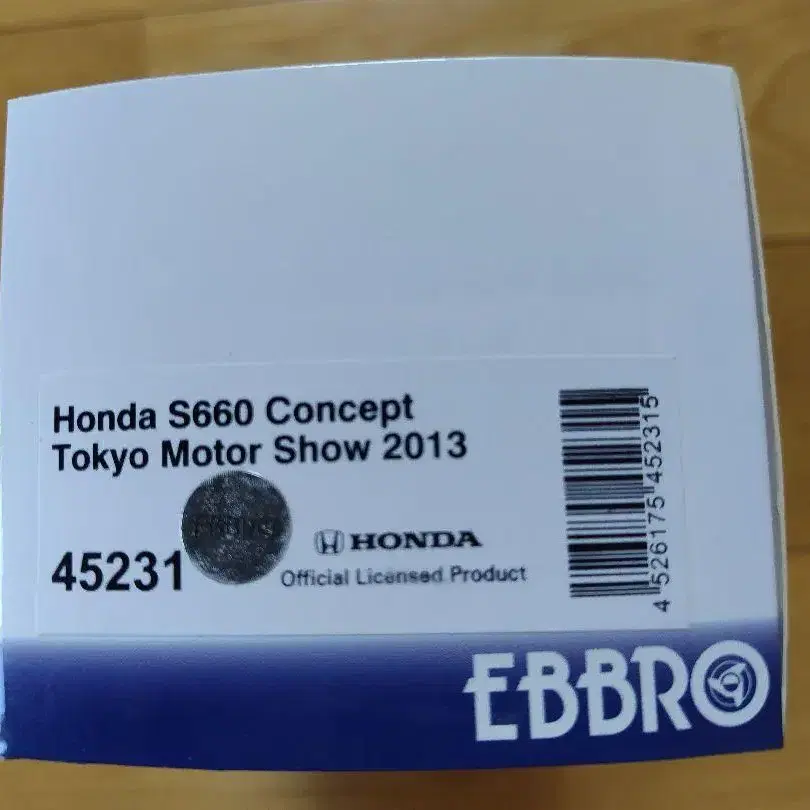 Honda S660 Concept
Tokyo Motor Show 2013
45231
HONDA
Official Licensed Product
4 526175 452315
EBBRO